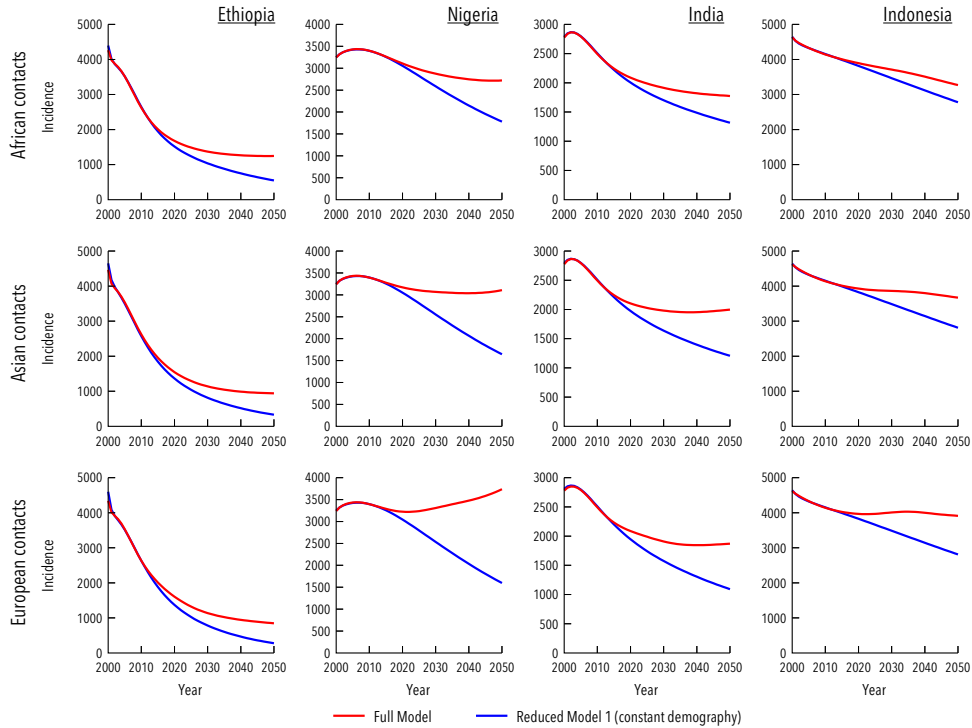 Ethiopia Nigeria India Indonesia
African contacts
Incidence
5000 4000 3000 2000 1000 0
2000 2010 2020 2030 2040 2050
4000 3500 3000 2500 2000 1500 1000 500 0
2000 2010 2020 2030 2040 2050
3000 2500 2000 1500 1000 500 0
2000 2010 2020 2030 2040 2050
5000 4000 3000 2000 1000 0
2000 2010 2020 2030 2040 2050
Asian contacts
Incidence
5000 4000 3000 2000 1000 0
2000 2010 2020 2030 2040 2050
4000 3500 3000 2500 2000 1500 1000 500 0
2000 2010 2020 2030 2040 2050
3000 2500 2000 1500 1000 500 0
2000 2010 2020 2030 2040 2050
5000 4000 3000 2000 1000 0
2000 2010 2020 2030 2040 2050
European contacts
Incidence
5000 4000 3000 2000 1000 0
2000 2010 2020 2030 2040 2050
Year
4000 3500 3000 2500 2000 1500 1000 500 0
2000 2010 2020 2030 2040 2050
Year
3000 2500 2000 1500 1000 500 0
2000 2010 2020 2030 2040 2050
Year
5000 4000 3000 2000 1000 0
2000 2010 2020 2030 2040 2050
Year
Full Model Reduced Model 1 (constant demography)